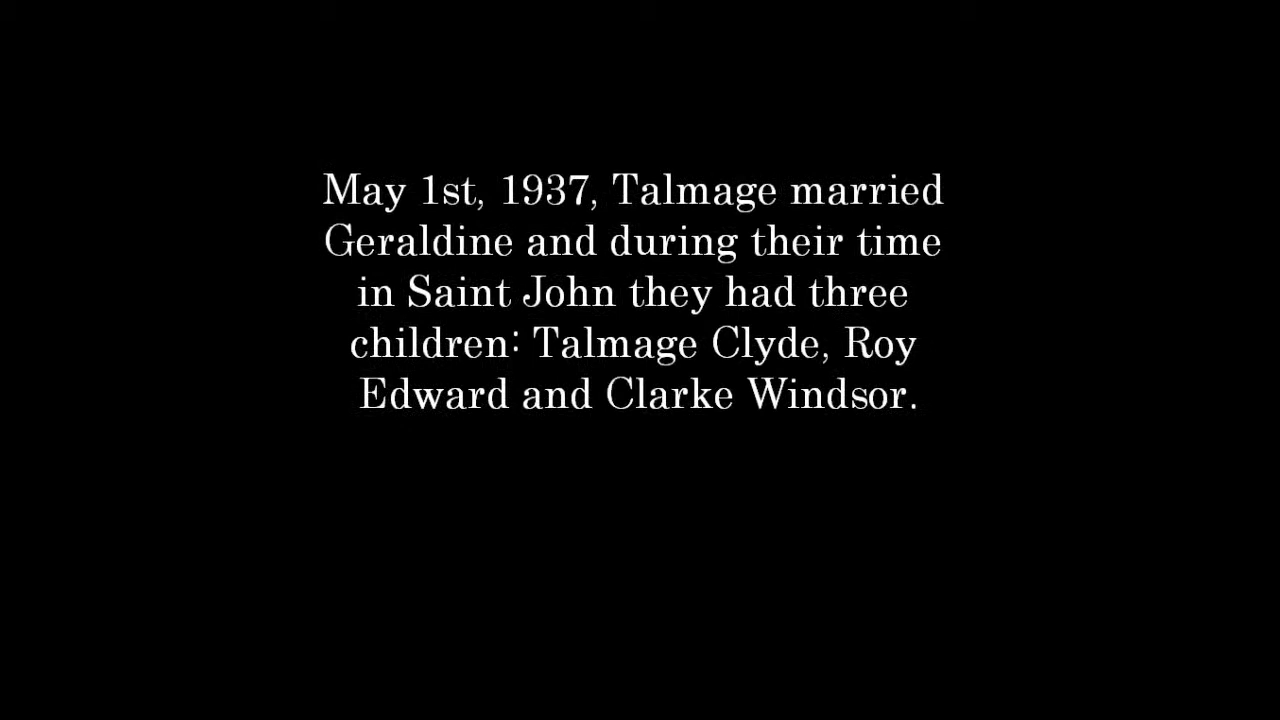 May 1st, 1937, Talmage married
Geraldine and during their time
in Saint John they had three
children: Talmage Clyde, Roy
Edward and Clarke Windsor.